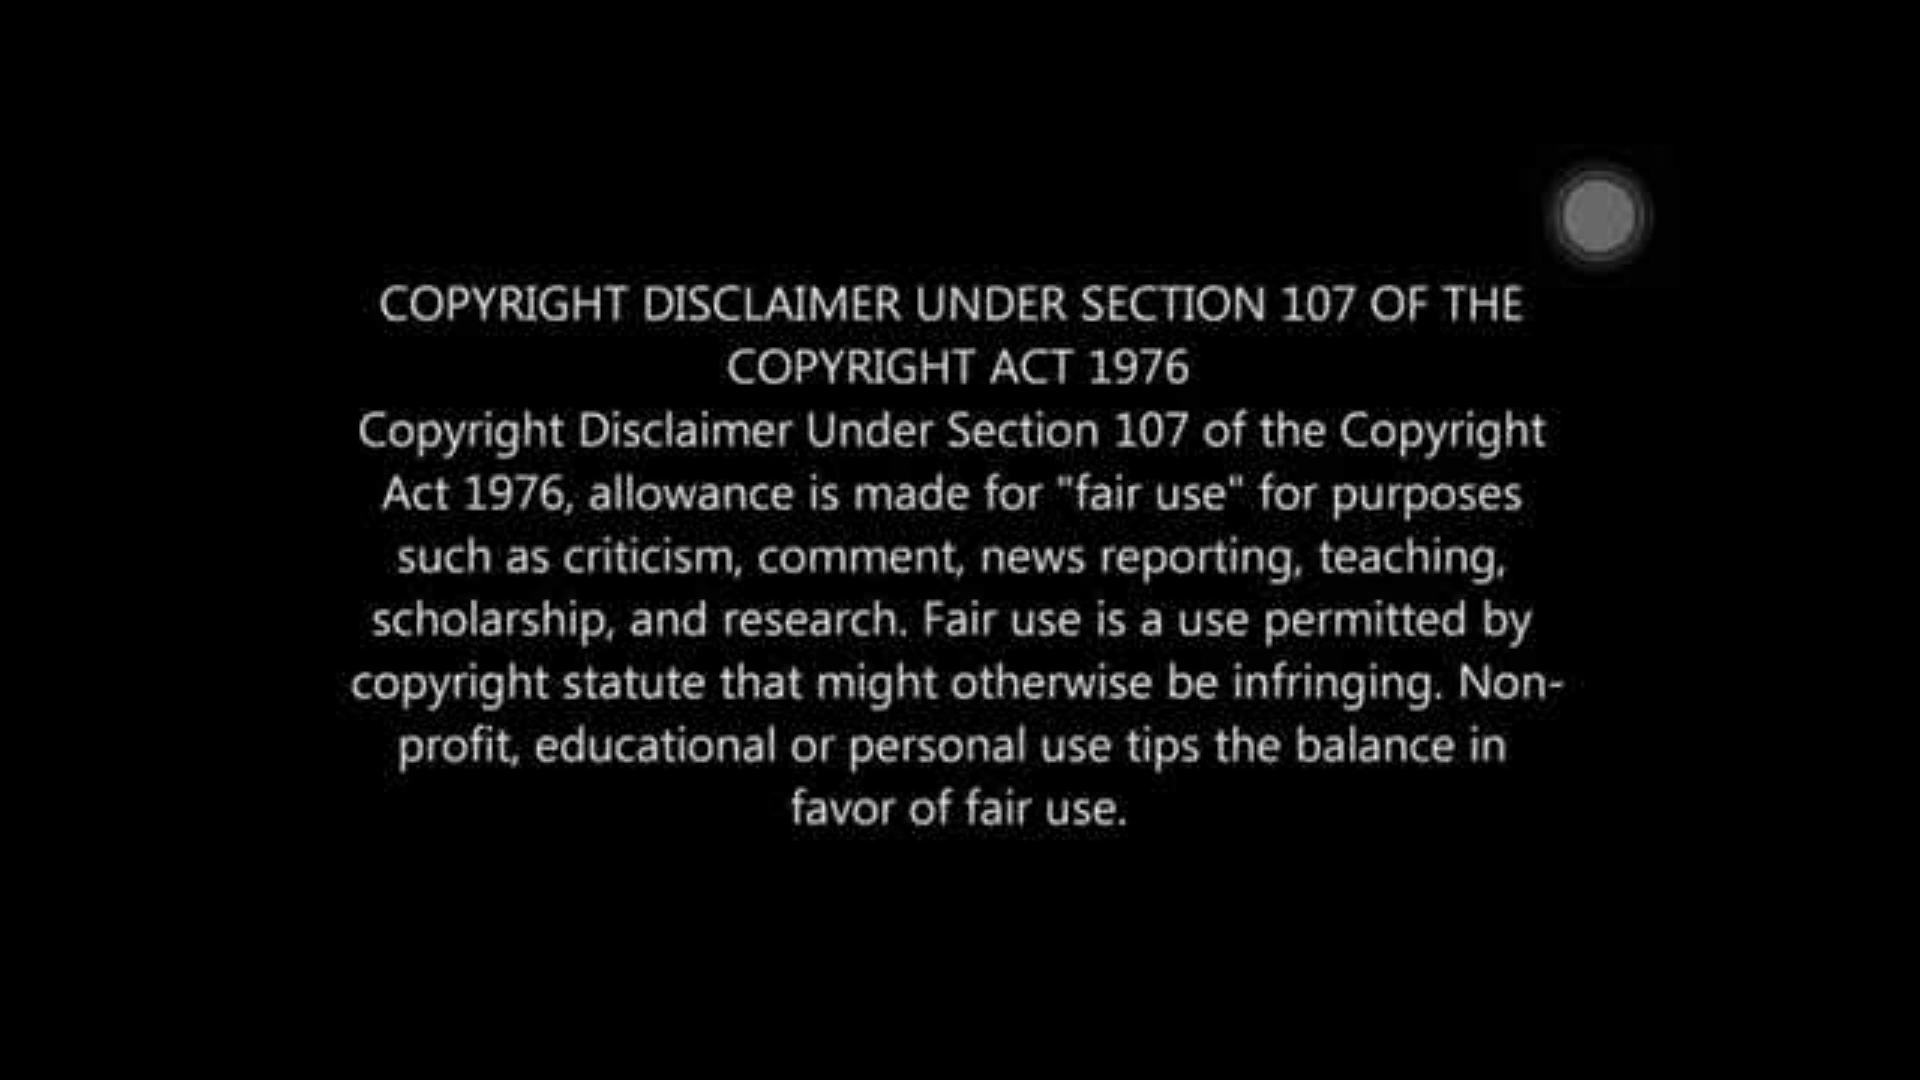 COPYRIGHT DISCLAIMER UNDER SECTION 107 OF THE
COPYRIGHT ACT 1976
Copyright Disclaimer Under Section 107 of the Copyright
Act 1976, allowance is made for "fair use" for purposes
such as criticism, comment, news reporting, teaching,
scholarship, and research. Fair use is a use permitted by
copyright statute that might otherwise be infringing. Non-
profit, educational or personal use tips the balance in
favor of fair use.